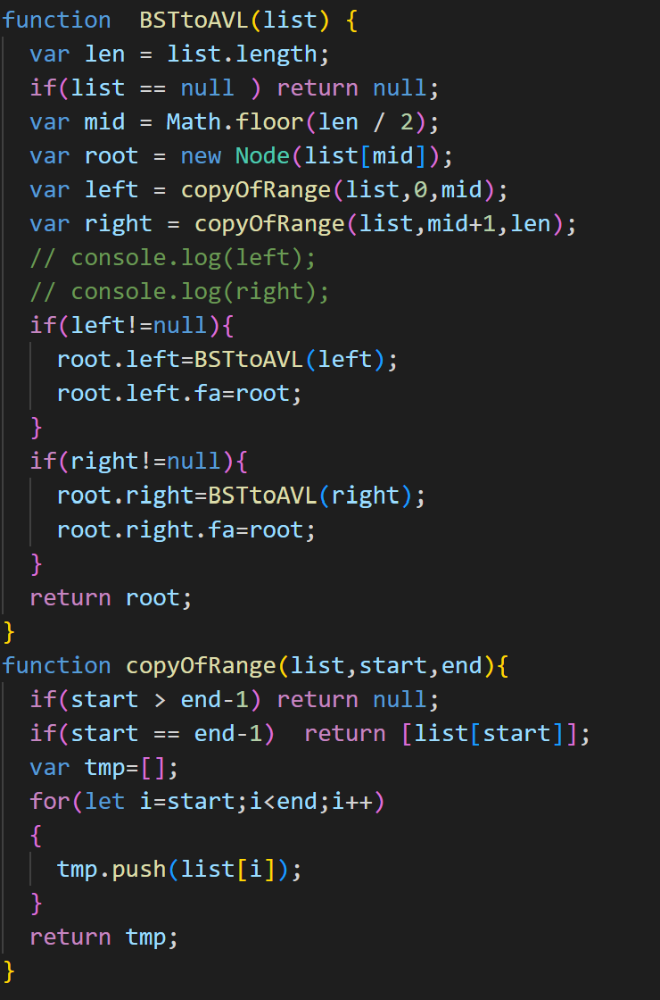 function  BSTtoAVL(list) {
  var len = list.length;
  if(list == null ) return null;
  var mid = Math.floor(len / 2);
  var root = new Node(list[mid]);
  var left = copyOfRange(list,0,mid);
  var right = copyOfRange(list,mid+1,len);
  // console.log(left);
  // console.log(right);
  if(left!=null){
    root.left=BSTtoAVL(left);
    root.left.fa=root;
  }
  if(right!=null){
    root.right=BSTtoAVL(right);
    root.right.fa=root;
  }
  return root;
}
function copyOfRange(list,start,end){
  if(start > end-1) return null;
  if(start == end-1)  return [list[start]];
  var tmp=[];
  for(let i=start;i<end;i++)
  {
    tmp.push(list[i]);
  }
  return tmp;
}